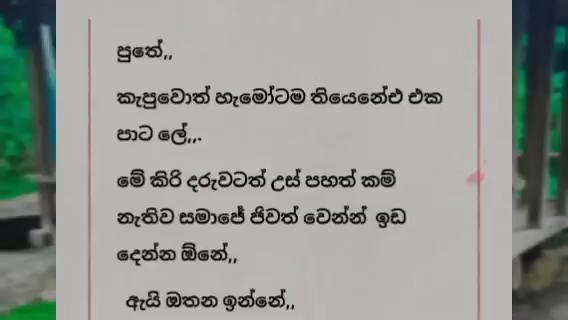 පුතේ,,
කැපුවොත් හැමෝටම තියෙනේඑ එක
පාට ලේ,,.
මේ කිරි දරුවටත් උස් පහත් කම්
නැතිව සමාජේ ජිවත් වෙන්න් ඉඩ
දෙන්න ඕනේ,,
ඇයි ඔතන ඉන්නේ,,